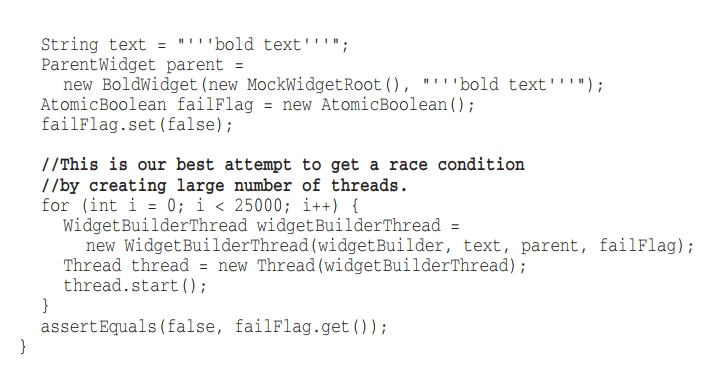 String text = "'''bold text'''";
ParentWidget parent =
new BoldWidget(new MockWidgetRoot(), "'''bold text'''");
AtomicBoolean failFlag = new AtomicBoolean();
failFlag.set(false);
//This is our best attempt to get a race condition
//by creating large number of threads.
for (int i = 0; i < 25000; i++) {
WidgetBuilderThread widgetBuilderThread =
new WidgetBuilderThread(widgetBuilder, text, parent, failFlag);
Thread thread = new Thread(widgetBuilderThread);
thread.start();
}
assertEquals(false, failFlag.get());
}